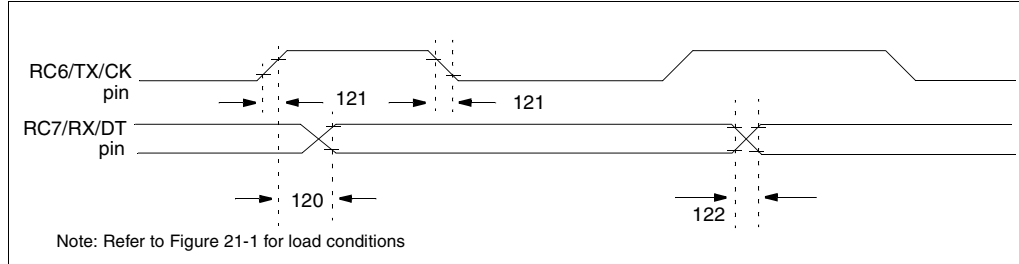 RC6/TX/CK
pin
121
121
RC7/RX/DT
pin
120
122
Note: Refer to Figure 21-1 for load conditions